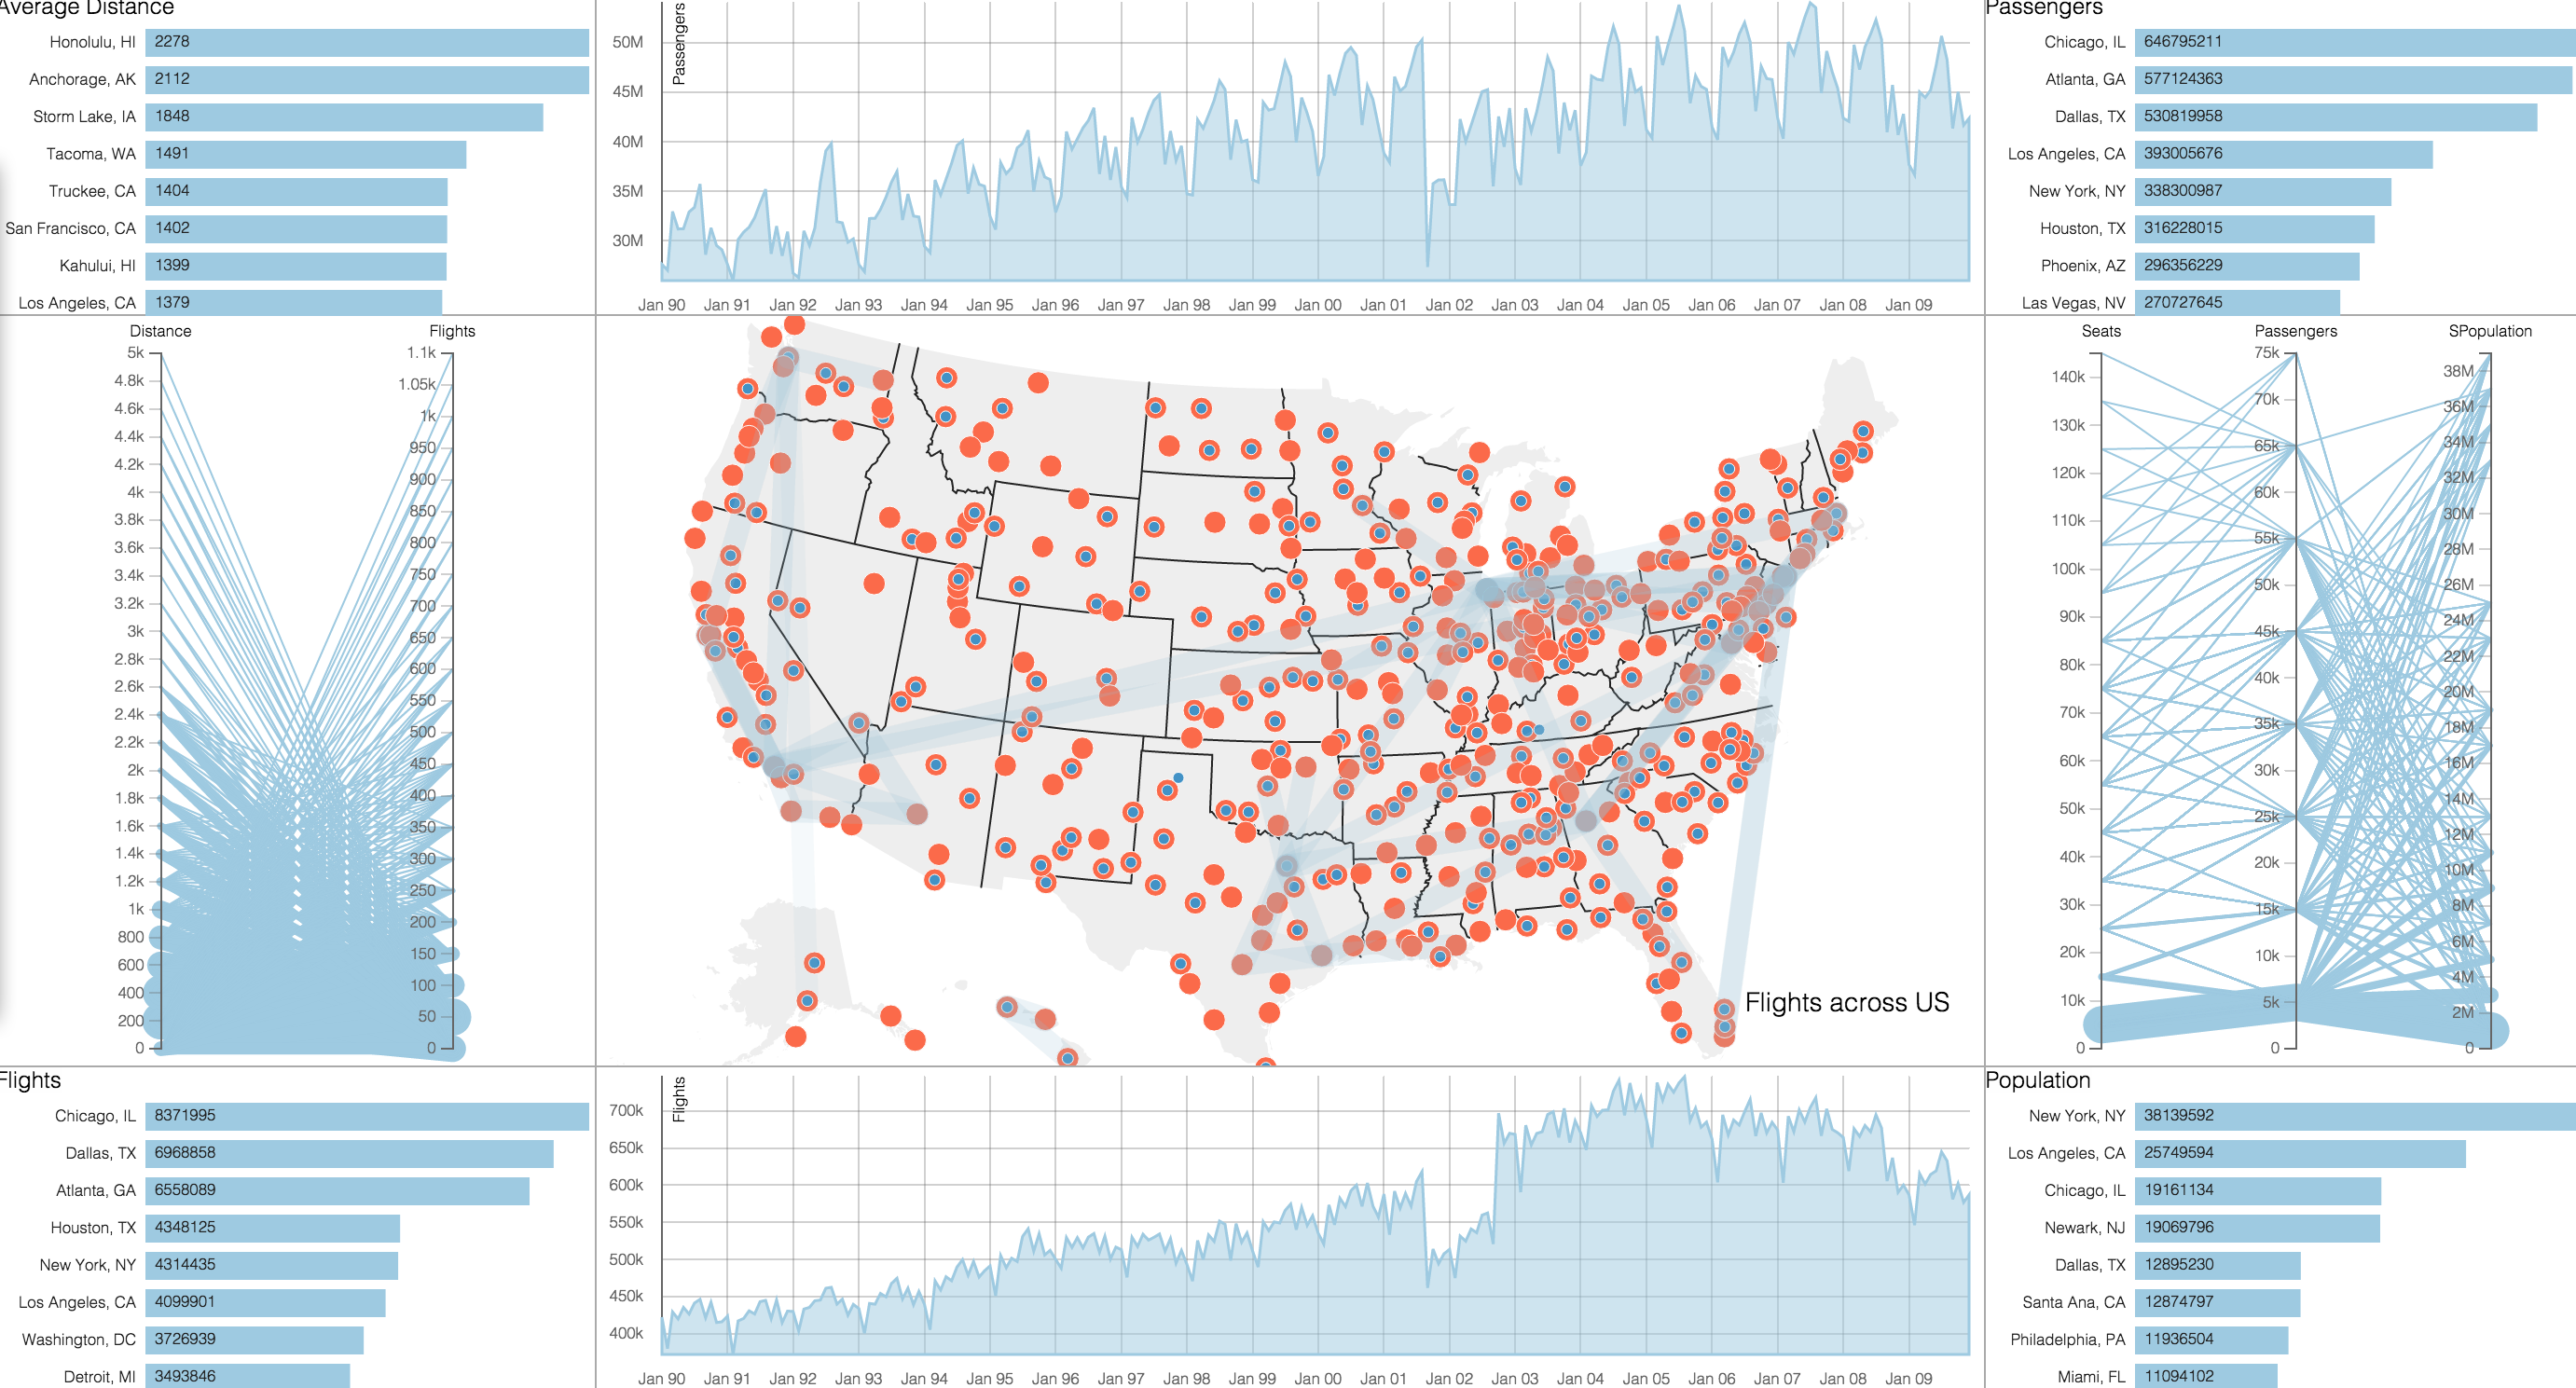 Average Distance
Honolulu, HI 2278
Anchorage, AK 2112
Storm Lake, IA 1848
Tacoma, WA 1491
Truckee, CA 1404
San Francisco, CA 1402
Kahului, HI 1399
Los Angeles, CA 1379
Passengers
50M
45M
40M
35M
30M
Jan 90 Jan 91 Jan 92 Jan 93 Jan 94 Jan 95 Jan 96 Jan 97 Jan 98 Jan 99 Jan 00 Jan 01 Jan 02 Jan 03 Jan 04 Jan 05 Jan 06 Jan 07 Jan 08 Jan 09
Passengers
Chicago, IL 646795211
Atlanta, GA 577124363
Dallas, TX 530819958
Los Angeles, CA 393005676
New York, NY 338300987
Houston, TX 316228015
Phoenix, AZ 296356229
Las Vegas, NV 270727645
Distance
5k
4.8k
4.6k
4.4k
4.2k
4k
3.8k
3.6k
3.4k
3.2k
3k
2.8k
2.6k
2.4k
2.2k
2k
1.8k
1.6k
1.4k
1.2k
1k
800
600
400
200
0
Flights
1.1k
1.05k
1k
950
900
850
800
750
700
650
600
550
500
450
400
350
300
250
200
150
100
50
0
Flights across US
Seats
140k
130k
120k
110k
100k
90k
80k
70k
60k
50k
40k
30k
20k
10k
0
Passengers
75k
70k
65k
60k
55k
50k
45k
40k
35k
30k
25k
20k
15k
10k
5k
0
SPopulation
38M
36M
34M
32M
30M
28M
26M
24M
22M
20M
18M
16M
14M
12M
10M
8M
6M
4M
2M
0
Flights
Chicago, IL 8371995
Dallas, TX 6968858
Atlanta, GA 6558089
Houston, TX 4348125
New York, NY 4314435
Los Angeles, CA 4099901
Washington, DC 3726939
Detroit, MI 3493846
Flights
700k
650k
600k
550k
500k
450k
400k
Jan 90 Jan 91 Jan 92 Jan 93 Jan 94 Jan 95 Jan 96 Jan 97 Jan 98 Jan 99 Jan 00 Jan 01 Jan 02 Jan 03 Jan 04 Jan 05 Jan 06 Jan 07 Jan 08 Jan 09
Population
New York, NY 38139592
Los Angeles, CA 25749594
Chicago, IL 19161134
Newark, NJ 19069796
Dallas, TX 12895230
Santa Ana, CA 12874797
Philadelphia, PA 11936504
Miami, FL 11094102